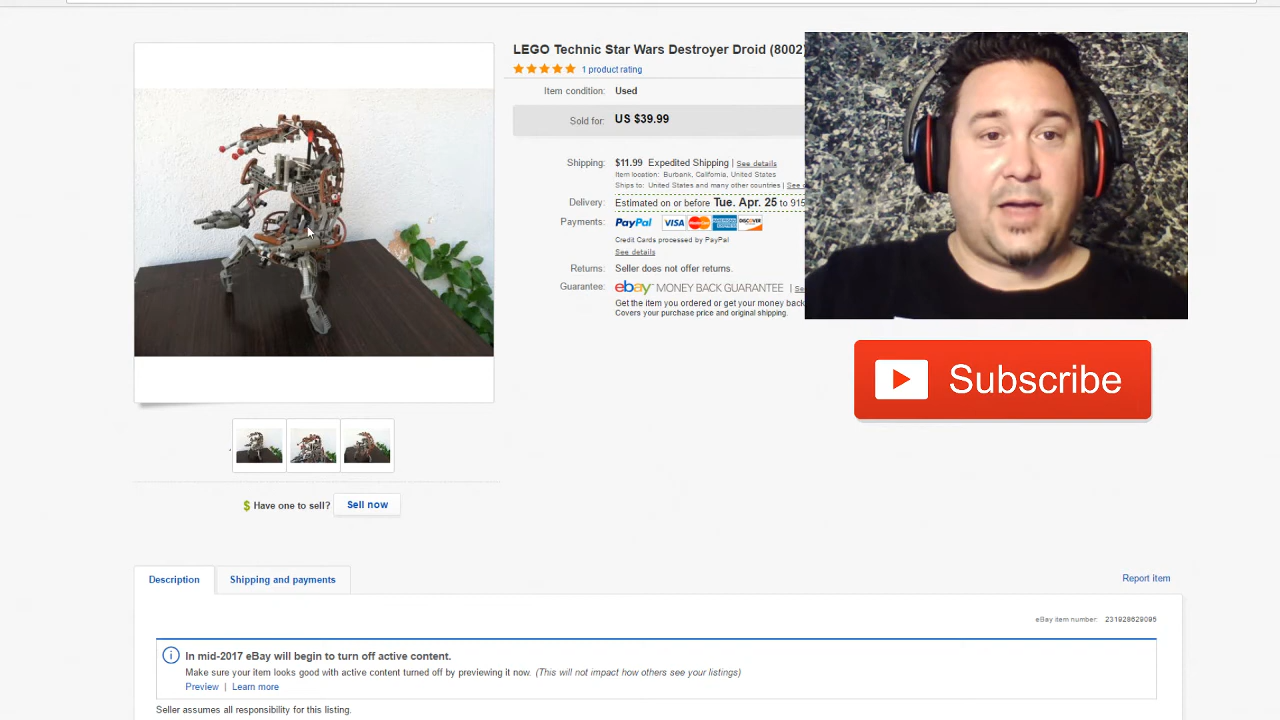 LEGO Technic Star Wars Destroyer Droid (8002
1 product rating
Item condition: Used
Sold for: US $39.99
Shipping: $11.99 Expedited Shipping | See details
Item location: Burbank, California, United States
Ships to: United States and many other countries | See
Delivery: Estimated on or before Tue. Apr. 25 to 915
Payments: PayPal VISA MasterCard DISCOVER
Credit Cards processed by PayPal
See details
Returns: Seller does not offer returns.
Guarantee: ebay MONEY BACK GUARANTEE |
Get the item you ordered or get your money back
Covers your purchase price and original shipping.
Subscribe
$ Have one to sell? Sell now
Description Shipping and payments
Report item
eBay item number: 231928629095
In mid-2017 eBay will begin to turn off active content.
Make sure your item looks good with active content turned off by previewing it now. (This will not impact how others see your listings)
Preview | Learn more
Seller assumes all responsibility for this listing.